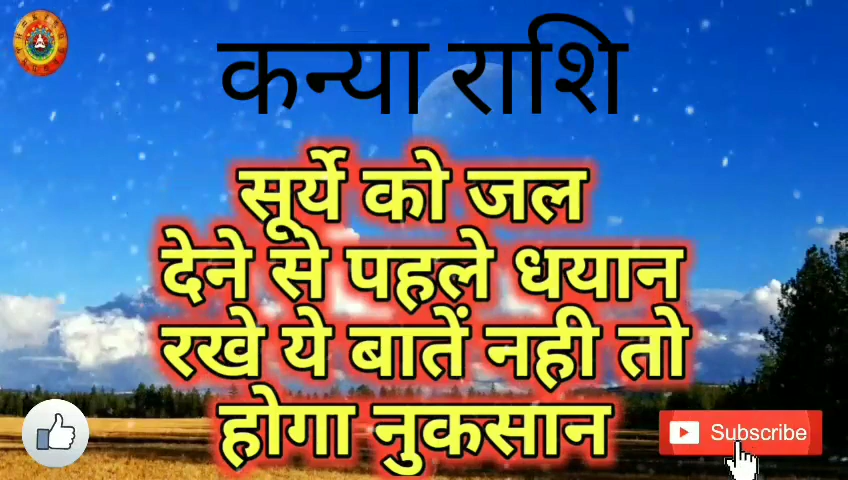 कन्या राशि
सूर्ये को जल
देने से पहले धयान
रखे ये बातें नही तो
होगा नुकसान
Subscribe